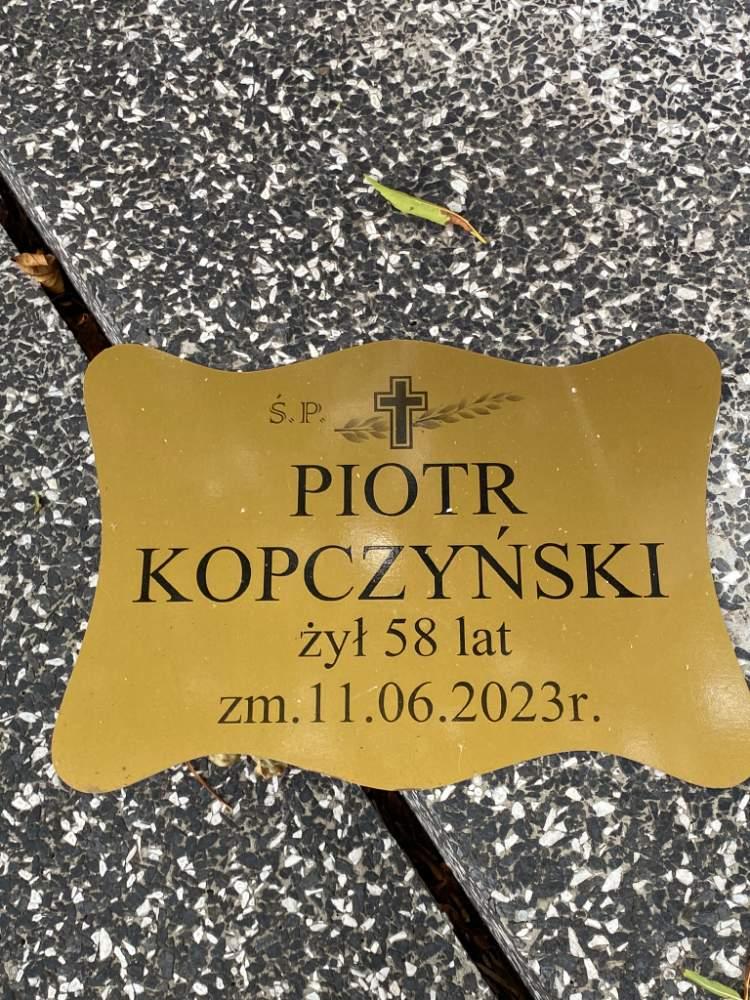 Ś.P.
PIOTR
KOPCZYŃSKI
żył 58 lat
zm.11.06.2023r.